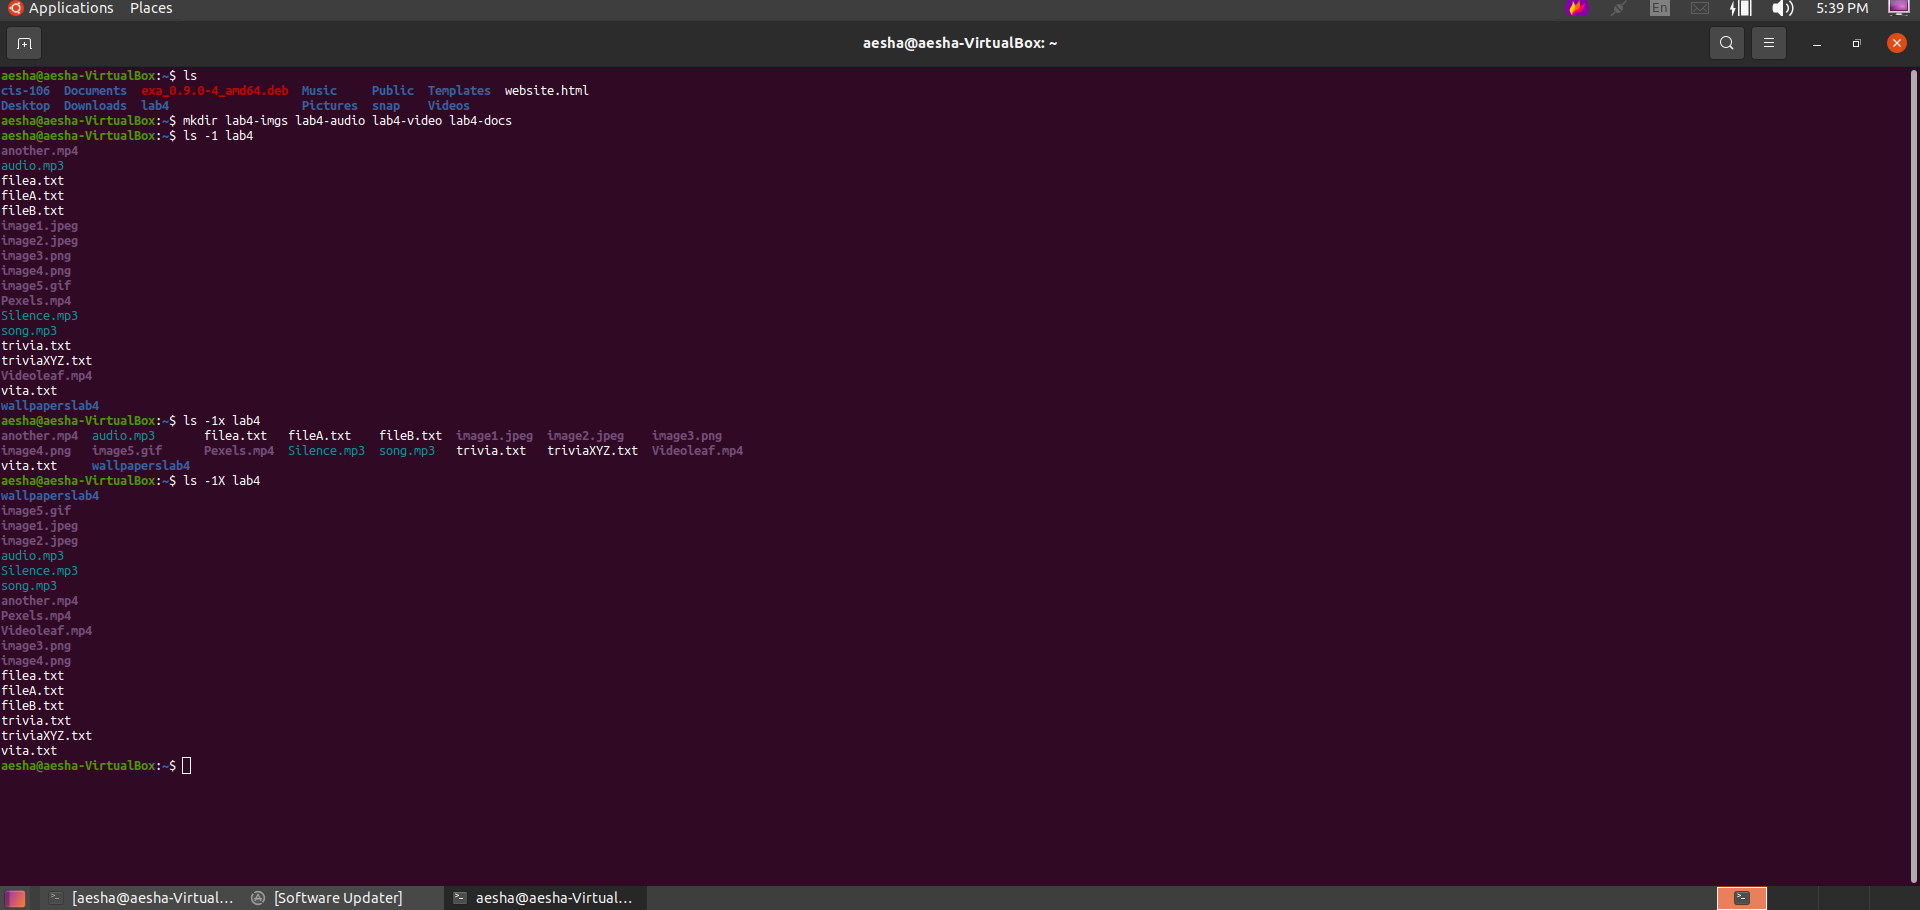 Applications Places En 5:39 PM
aesha@aesha-VirtualBox: ~
aesha@aesha-VirtualBox:~$ ls
cis-106 Documents exa_0.9.0-4_amd64.deb Music Public Templates website.html
Desktop Downloads lab4 Pictures snap Videos
aesha@aesha-VirtualBox:~$ mkdir lab4-imgs lab4-audio lab4-video lab4-docs
aesha@aesha-VirtualBox:~$ ls -1 lab4
another.mp4
audio.mp3
filea.txt
fileA.txt
fileB.txt
image1.jpeg
image2.jpeg
image3.png
image4.png
image5.gif
Pexels.mp4
Silence.mp3
song.mp3
trivia.txt
triviaXYZ.txt
Videoleaf.mp4
vita.txt
wallpaperslab4
aesha@aesha-VirtualBox:~$ ls -1x lab4
another.mp4 audio.mp3 filea.txt fileA.txt fileB.txt image1.jpeg image2.jpeg image3.png
image4.png image5.gif Pexels.mp4 Silence.mp3 song.mp3 trivia.txt triviaXYZ.txt Videoleaf.mp4
vita.txt wallpaperslab4
aesha@aesha-VirtualBox:~$ ls -1X lab4
wallpaperslab4
image5.gif
image1.jpeg
image2.jpeg
audio.mp3
Silence.mp3
song.mp3
another.mp4
Pexels.mp4
Videoleaf.mp4
image3.png
image4.png
filea.txt
fileA.txt
fileB.txt
trivia.txt
triviaXYZ.txt
vita.txt
aesha@aesha-VirtualBox:~$
[aesha@aesha-Virtual... [Software Updater] aesha@aesha-Virtual...